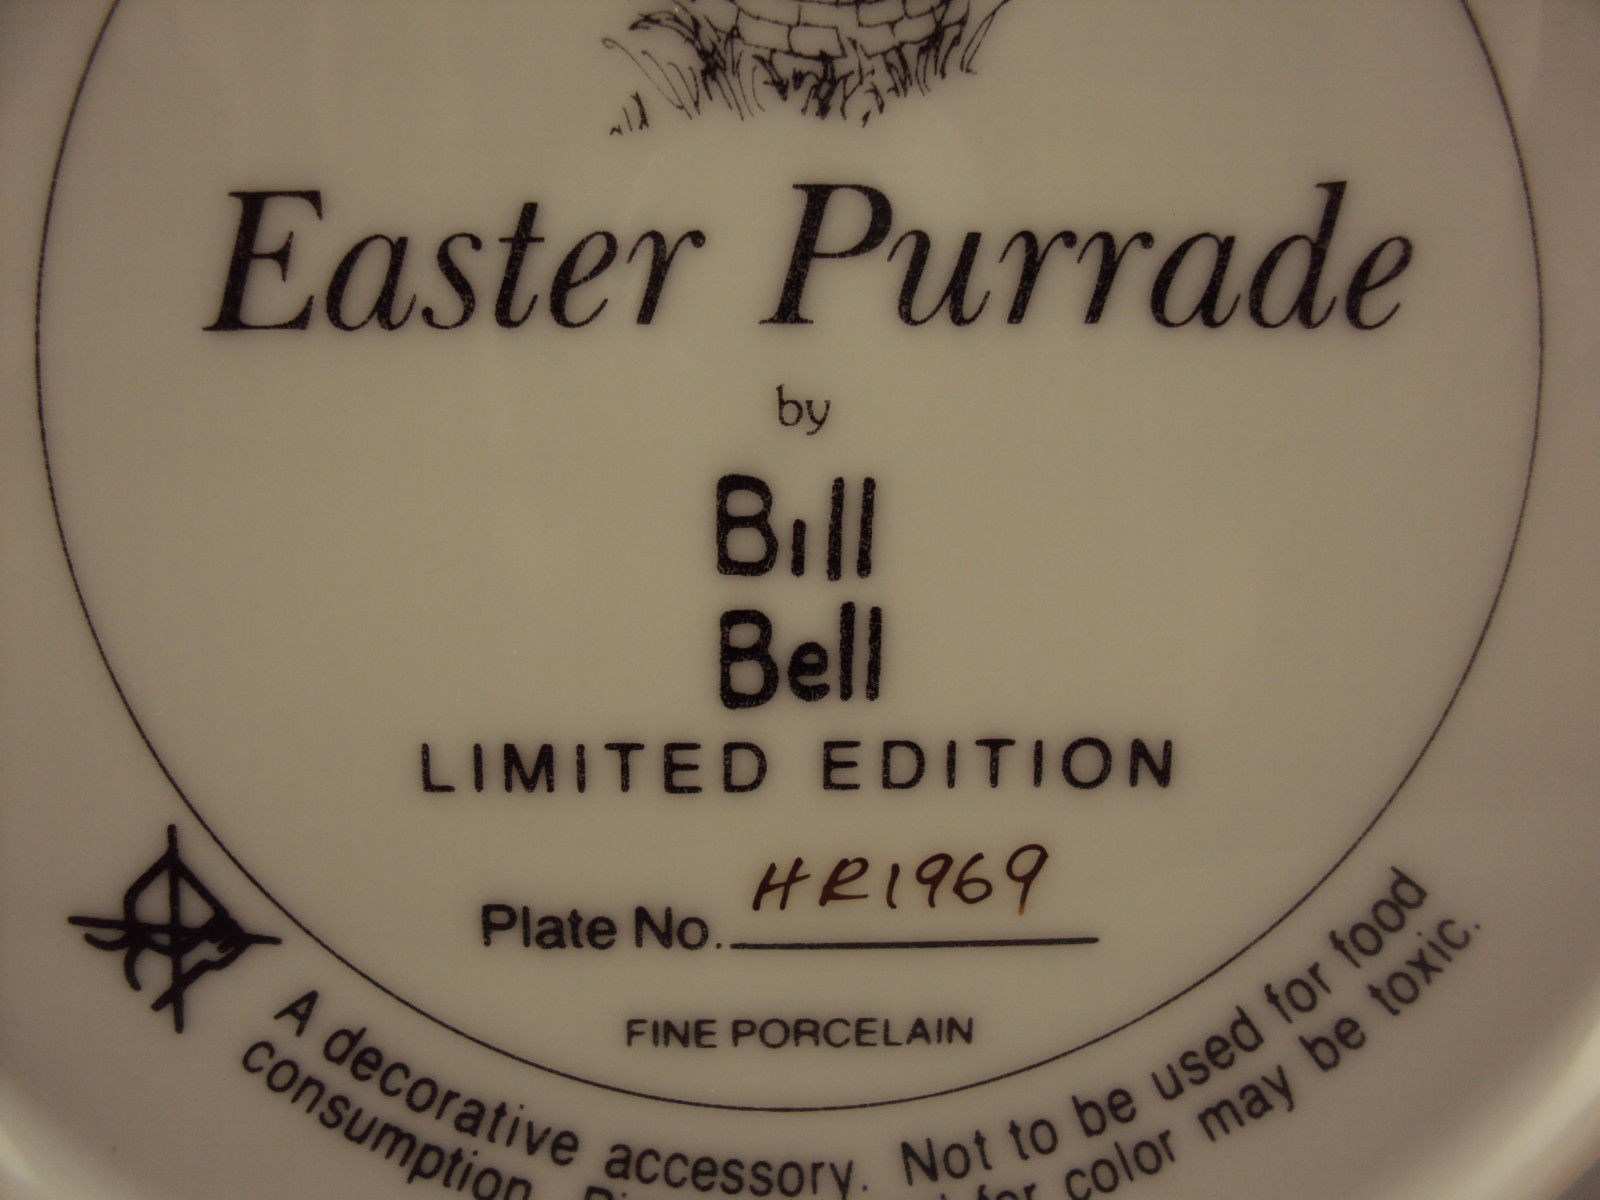 Easter Purrade
by
Bill
Bell
LIMITED EDITION
Plate No. HR1969
FINE PORCELAIN
A decorative accessory. Not to be used for food
consumption. for color may be toxic.